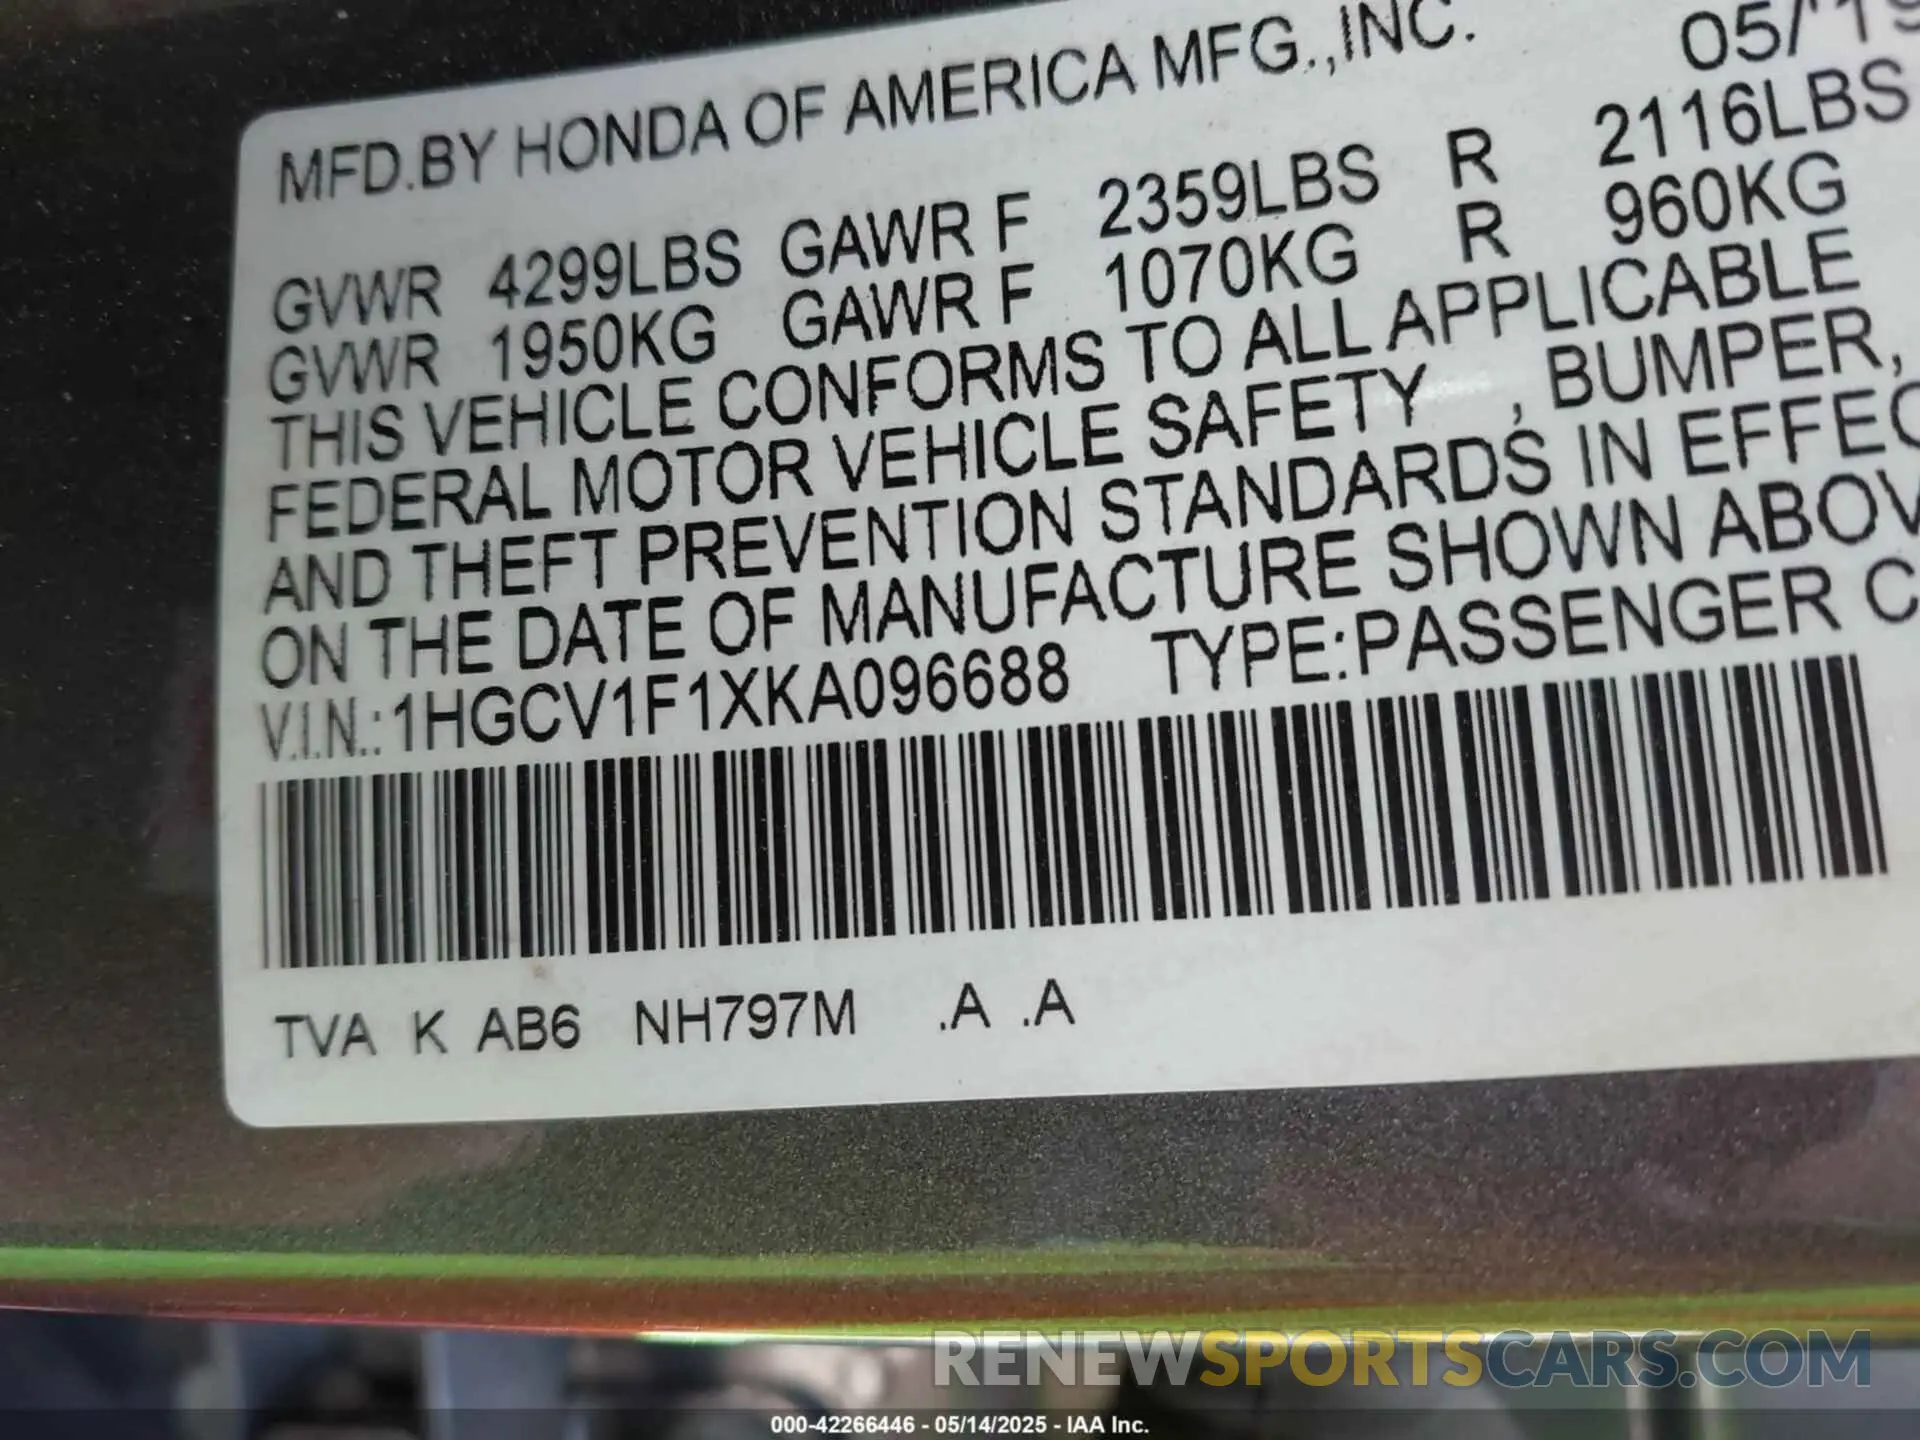 MFD.BY HONDA OF AMERICA MFG.,INC. 05/19
GVWR 4299LBS GAWR F 2359LBS R 2116LBS
GVWR 1950KG GAWR F 1070KG R 960KG
THIS VEHICLE CONFORMS TO ALL APPLICABLE
FEDERAL MOTOR VEHICLE SAFETY , BUMPER,
AND THEFT PREVENTION STANDARDS IN EFFEC
ON THE DATE OF MANUFACTURE SHOWN ABOV
V.I.N.:1HGCV1F1XKA096688 TYPE:PASSENGER C
TVA K AB6 NH797M .A .A
RENEWSPORTSCARS.COM
000-42266446 - 05/14/2025 - IAA Inc.